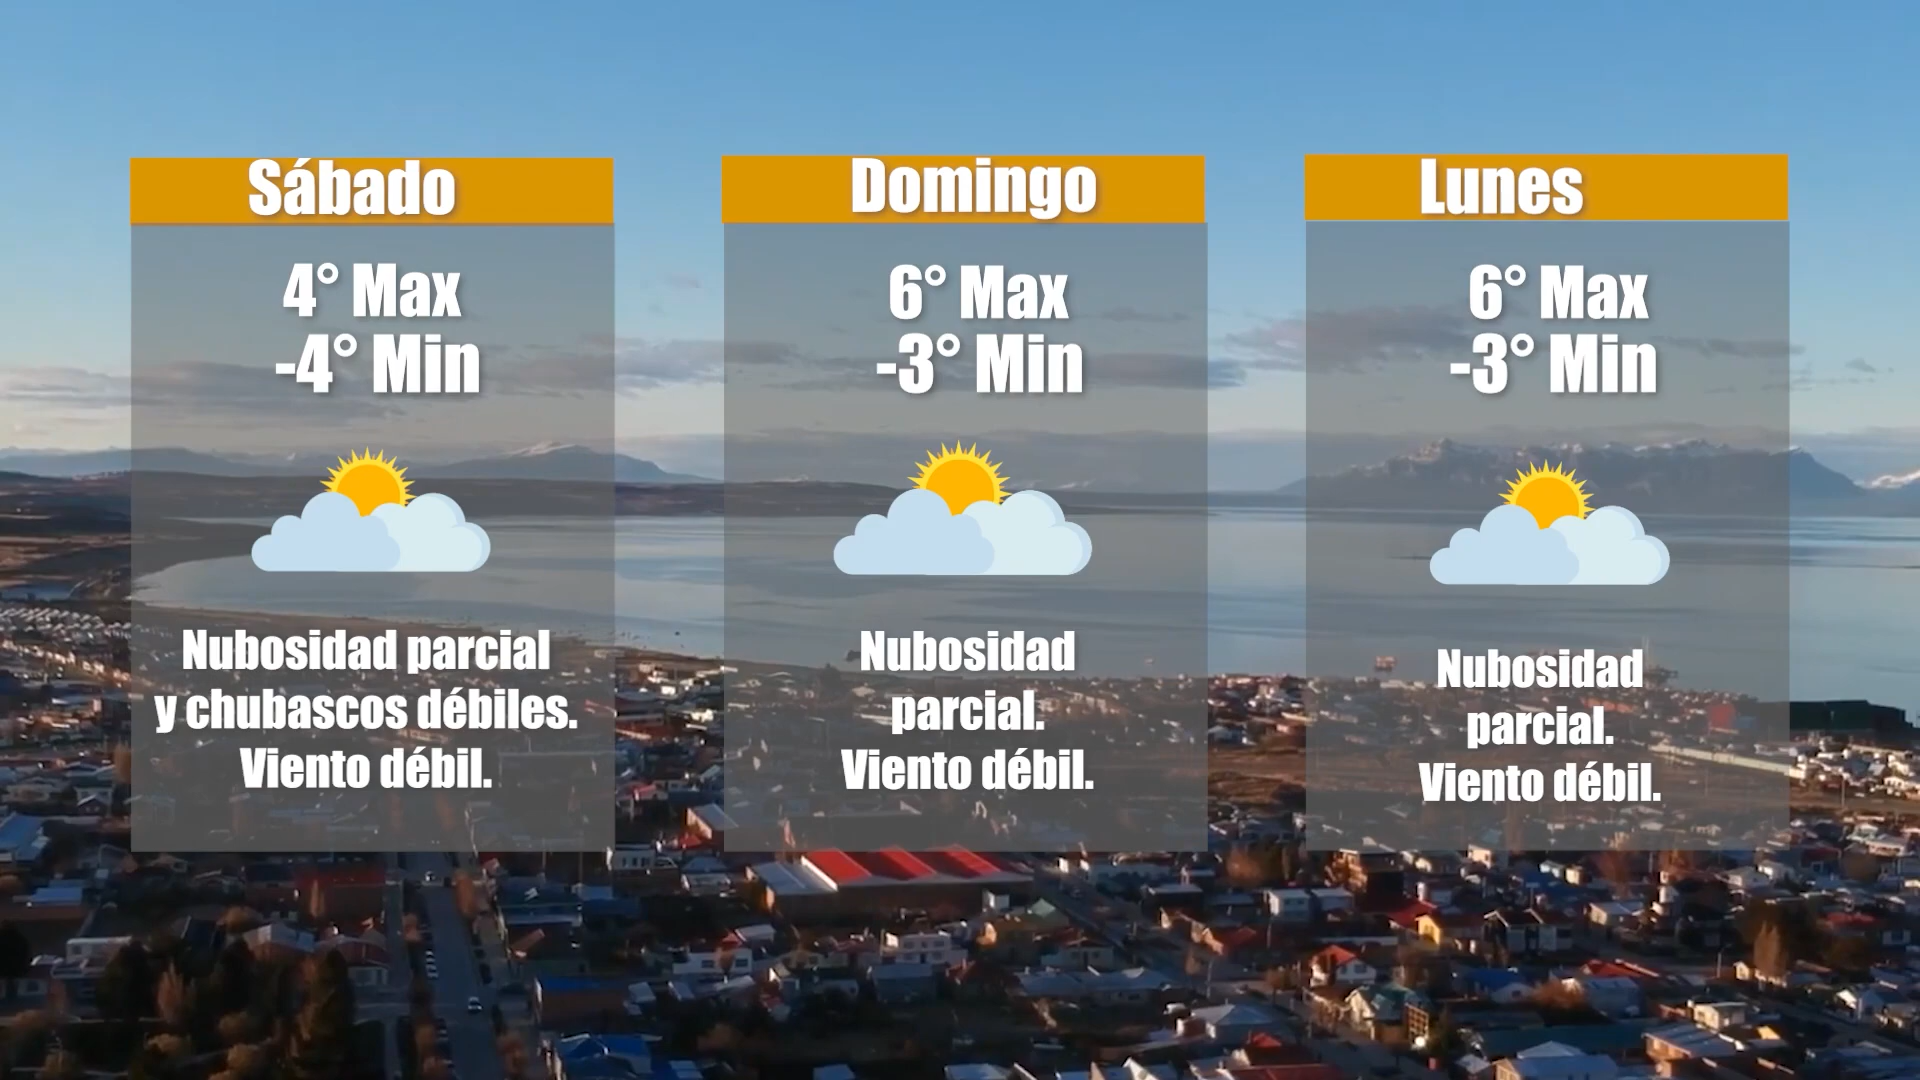 Sábado
4° Max
-4° Min
Nubosidad parcial
y chubascos débiles.
Viento débil.
Domingo
6° Max
-3° Min
Nubosidad
parcial.
Viento débil.
Lunes
6° Max
-3° Min
Nubosidad
parcial.
Viento débil.